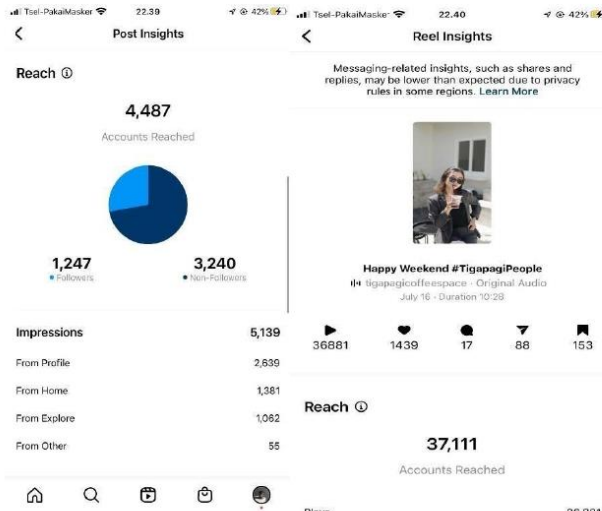 Tsel-PakaiMasker 22.39 42%
Post Insights
Reach
4,487
Accounts Reached
1,247
Followers
3,240
Non-Followers
Impressions 5,139
From Profile 2,639
From Home 1,381
From Explore 1,062
From Other 55
Tsel-PakaiMasker 22.40 42%
Reel Insights
Messaging-related insights, such as shares and
replies, may be lower than expected due to privacy
rules in some regions. Learn More
Happy Weekend #TigapagiPeople
tigapagicoffeespace · Original Audio
July 16 · Duration 10:28
36881 1439 17 88 153
Reach
37,111
Accounts Reached